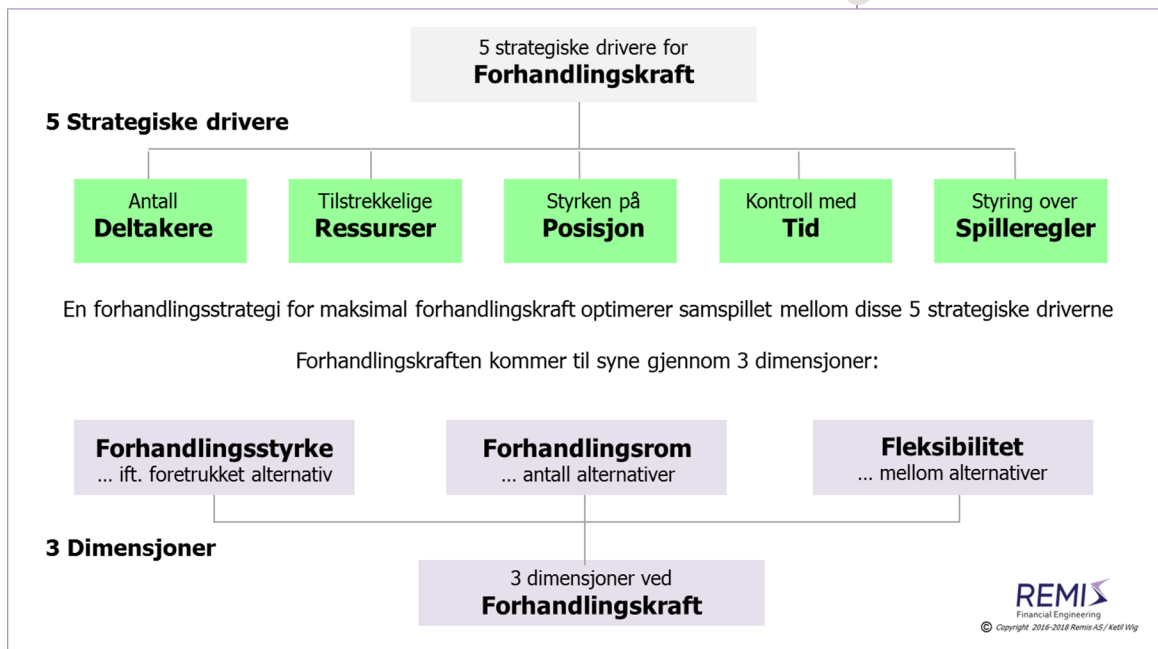 5 strategiske drivere for
Forhandlingskraft
5 Strategiske drivere
Antall
Deltakere
Tilstrekkelige
Ressurser
Styrken på
Posisjon
Kontroll med
Tid
Styring over
Spilleregler
En forhandlingsstrategi for maksimal forhandlingkraft optimerer samspillet mellom disse 5 strategiske driverne
Forhandlingskraften kommer til syne gjennom 3 dimensjoner:
Forhandlingsstyrke
... ift. foretrukket alternativ
Forhandlingsrom
... antall alternativer
Fleksibilitet
... mellom alternativer
3 Dimensjoner
3 dimensjoner ved
Forhandlingskraft
REMIS
Financial Engineering
© Copyright 2016-2018 Remis AS / Ketil Wig